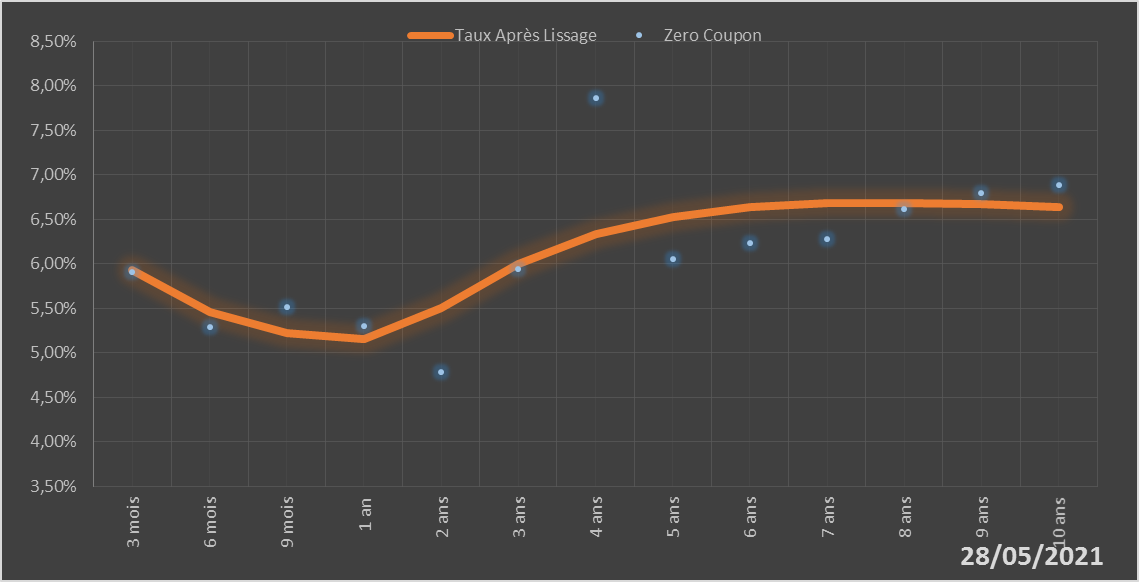 Taux Après Lissage Zero Coupon
8,50%
8,00%
7,50%
7,00%
6,50%
6,00%
5,50%
5,00%
4,50%
4,00%
3,50%
3 mois
6 mois
9 mois
1 an
2 ans
3 ans
4 ans
5 ans
6 ans
7 ans
8 ans
9 ans
10 ans
28/05/2021